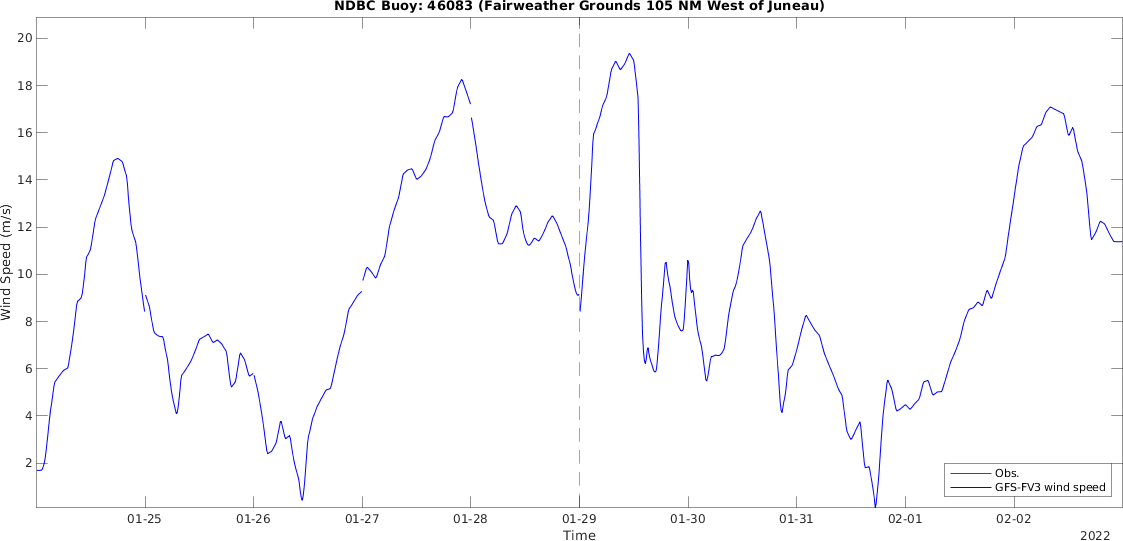 NDBC Buoy: 46083 (Fairweather Grounds 105 NM West of Juneau)
Wind Speed (m/s)
20
18
16
14
12
10
8
6
4
2
Obs.
GFS-FV3 wind speed
01-25 01-26 01-27 01-28 01-29 01-30 01-31 02-01 02-02
Time
2022